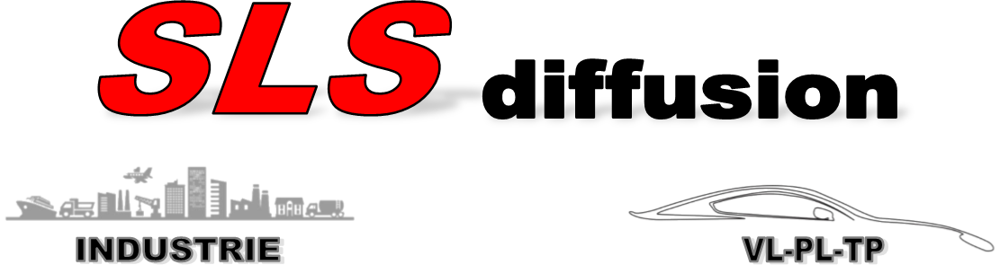 SLS diffusion
INDUSTRIE
VL-PL-TP